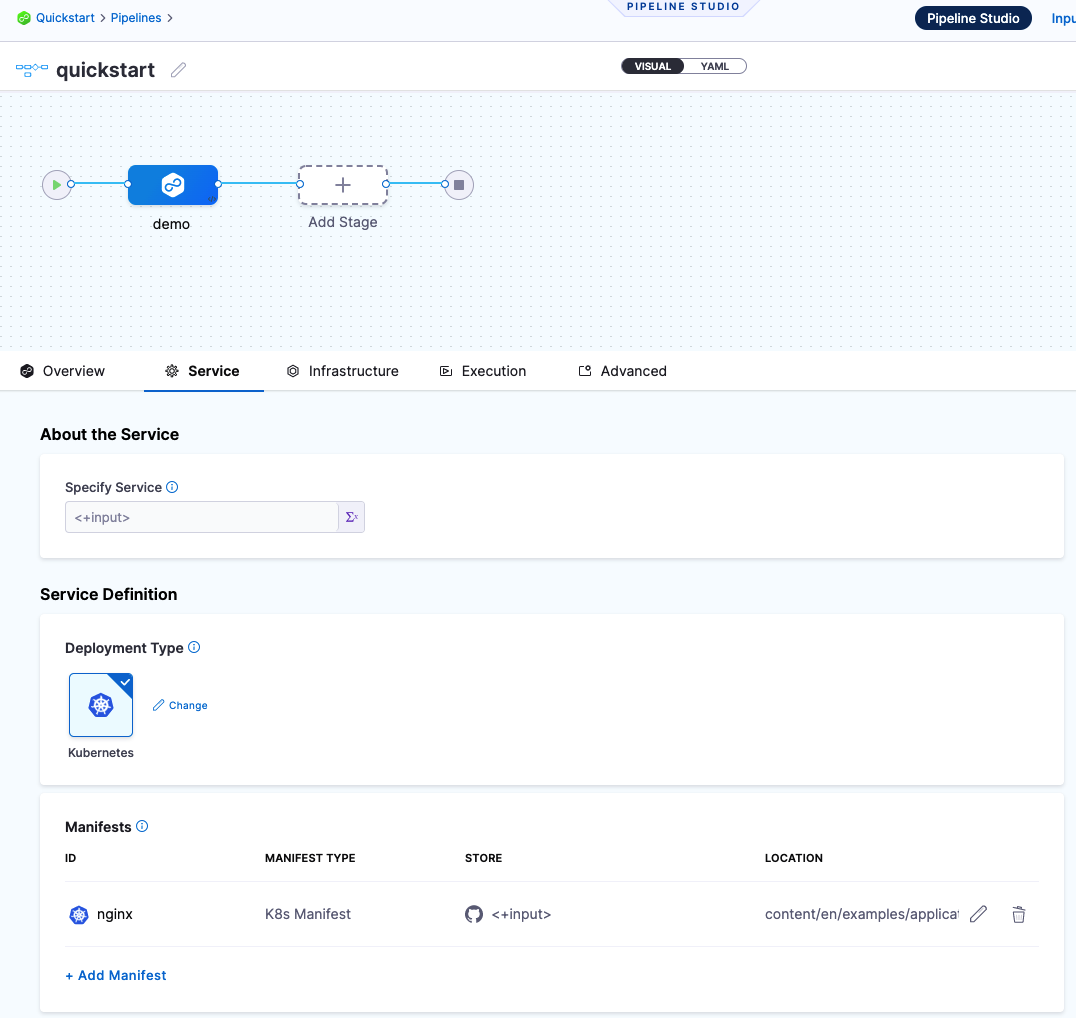 PIPELINE STUDIO
Quickstart > Pipelines >
Pipeline Studio
Inpu
quickstart
VISUAL YAML
demo
Add Stage
Overview Service Infrastructure Execution Advanced
About the Service
Specify Service
<+input>
Service Definition
Deployment Type
Change
Kubernetes
Manifests
ID MANIFEST TYPE STORE LOCATION
nginx K8s Manifest <+input> content/en/examples/applicat
+ Add Manifest